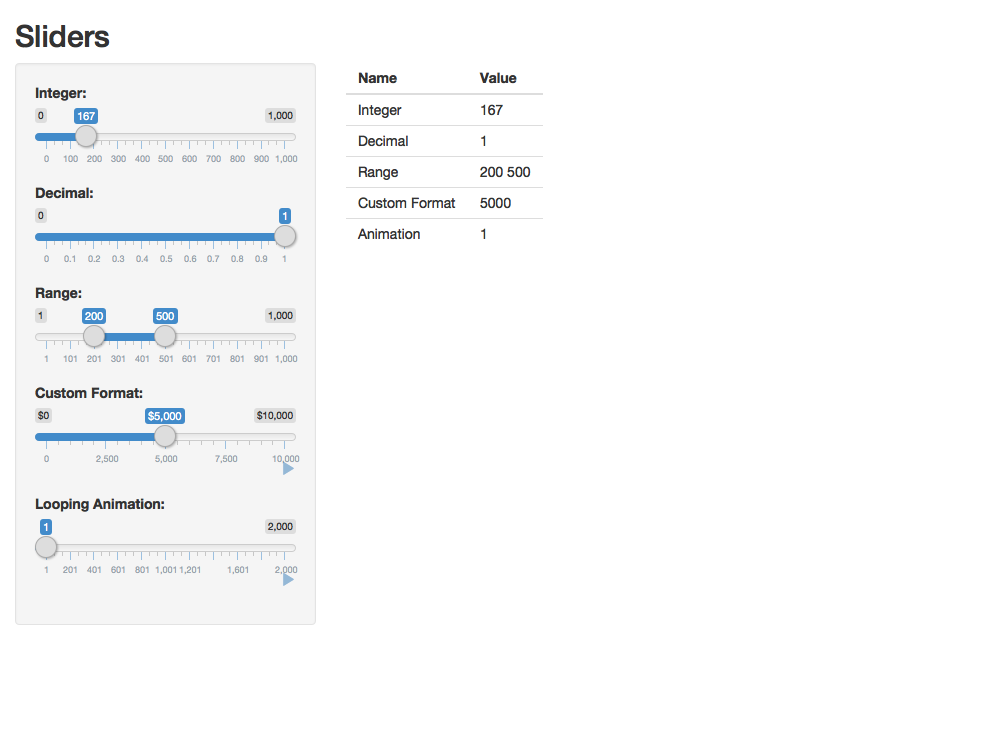 Sliders
Integer:
0 167 1,000
0 100 200 300 400 500 600 700 800 900 1,000
Decimal:
0 1
0 0.1 0.2 0.3 0.4 0.5 0.6 0.7 0.8 0.9 1
Range:
1 200 500 1,000
1 101 201 301 401 501 601 701 801 901 1,000
Custom Format:
$0 $5,000 $10,000
0 2,500 5,000 7,500 10,000
Looping Animation:
1 2,000
1 201 401 601 801 1,001 1,201 1,601 2,000
Name Value
Integer 167
Decimal 1
Range 200 500
Custom Format 5000
Animation 1